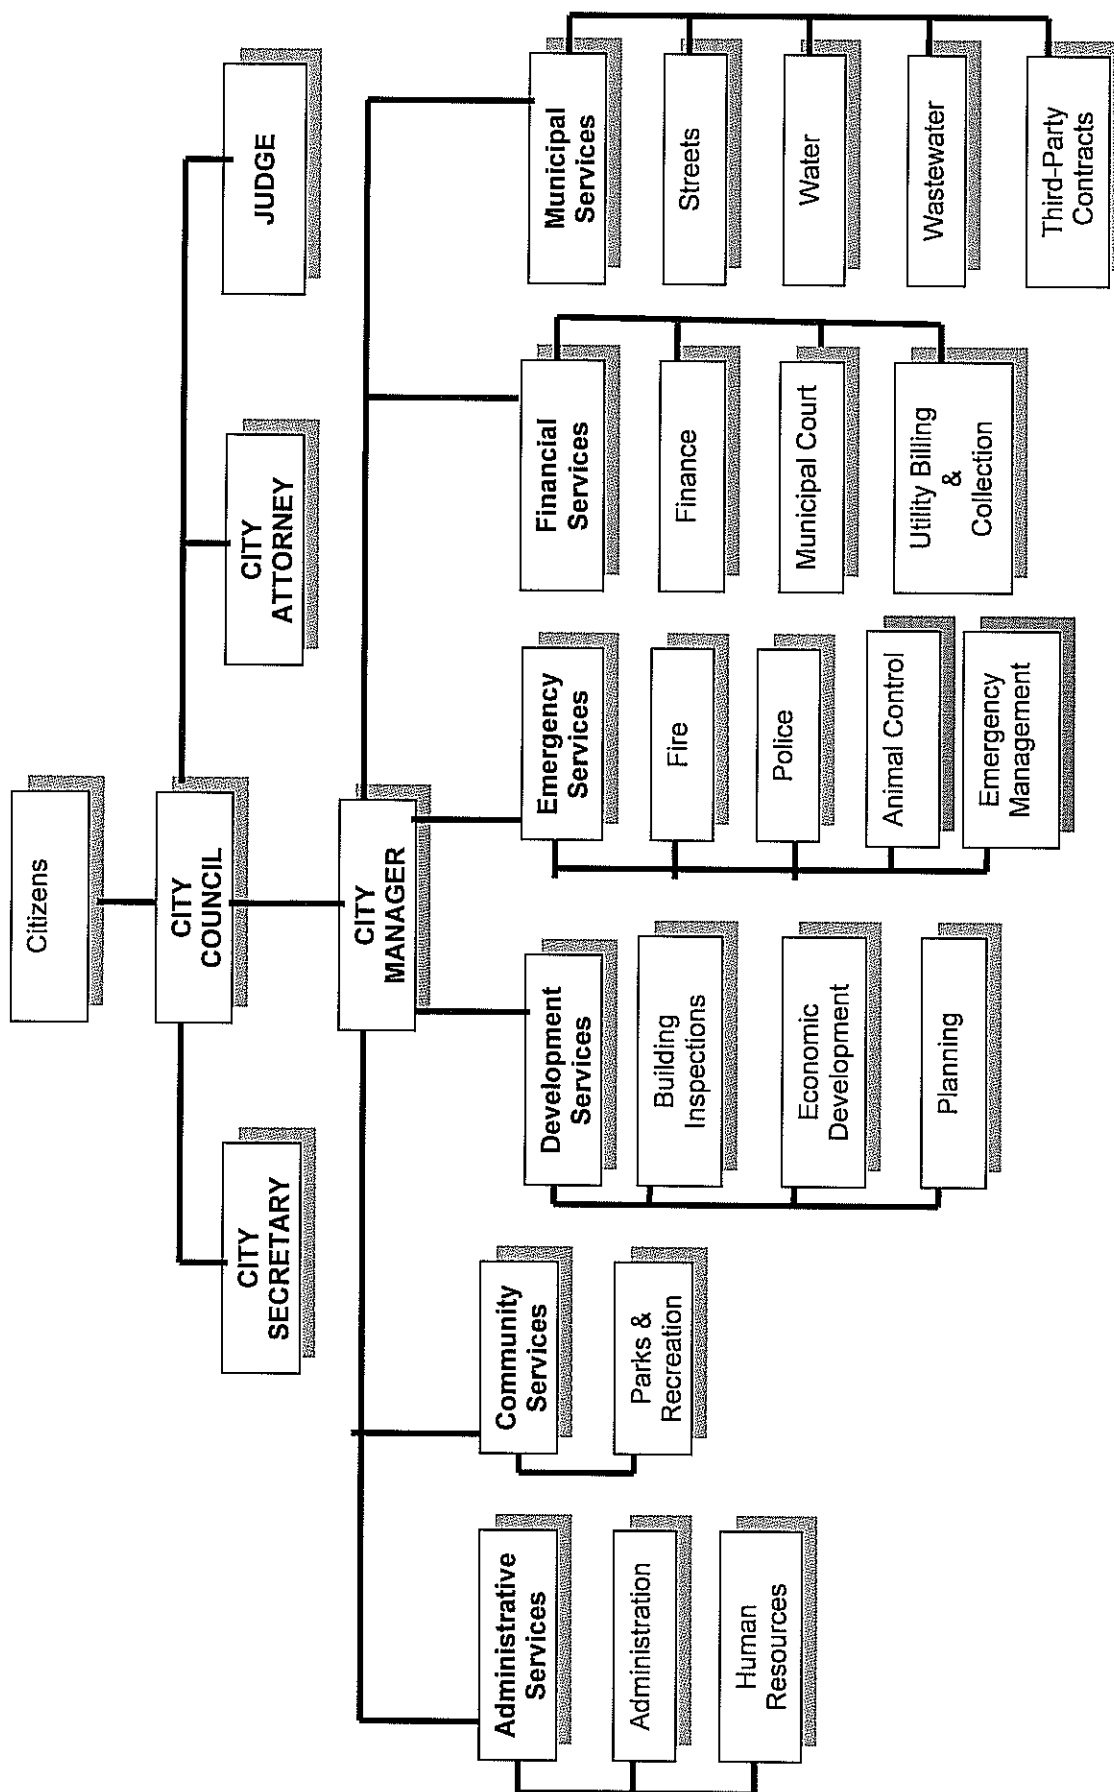 Citizens
CITY
COUNCIL
CITY
SECRETARY
CITY
ATTORNEY
JUDGE
CITY
MANAGER
Administrative
Services
Administration
Human
Resources
Community
Services
Parks &
Recreation
Development
Services
Building
Inspections
Economic
Development
Planning
Emergency
Services
Fire
Police
Animal Control
Emergency
Management
Financial
Services
Finance
Municipal Court
Utility Billing
&
Collection
Municipal
Services
Streets
Water
Wastewater
Third-Party
Contracts